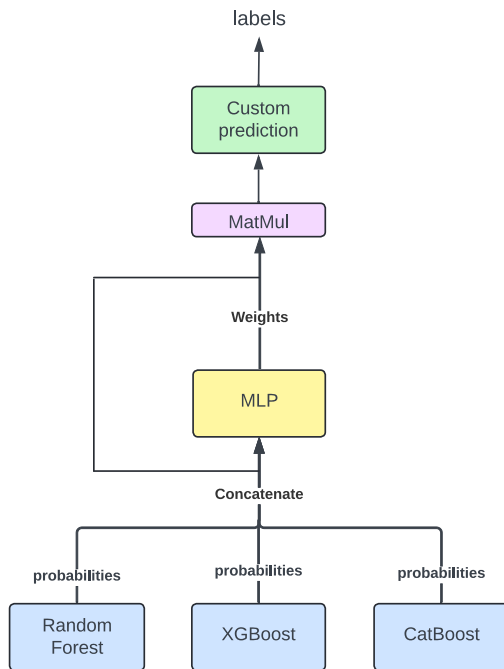 labels
Custom
prediction
MatMul
Weights
MLP
Concatenate
probabilities
probabilities
probabilities
Random
Forest
XGBoost
CatBoost